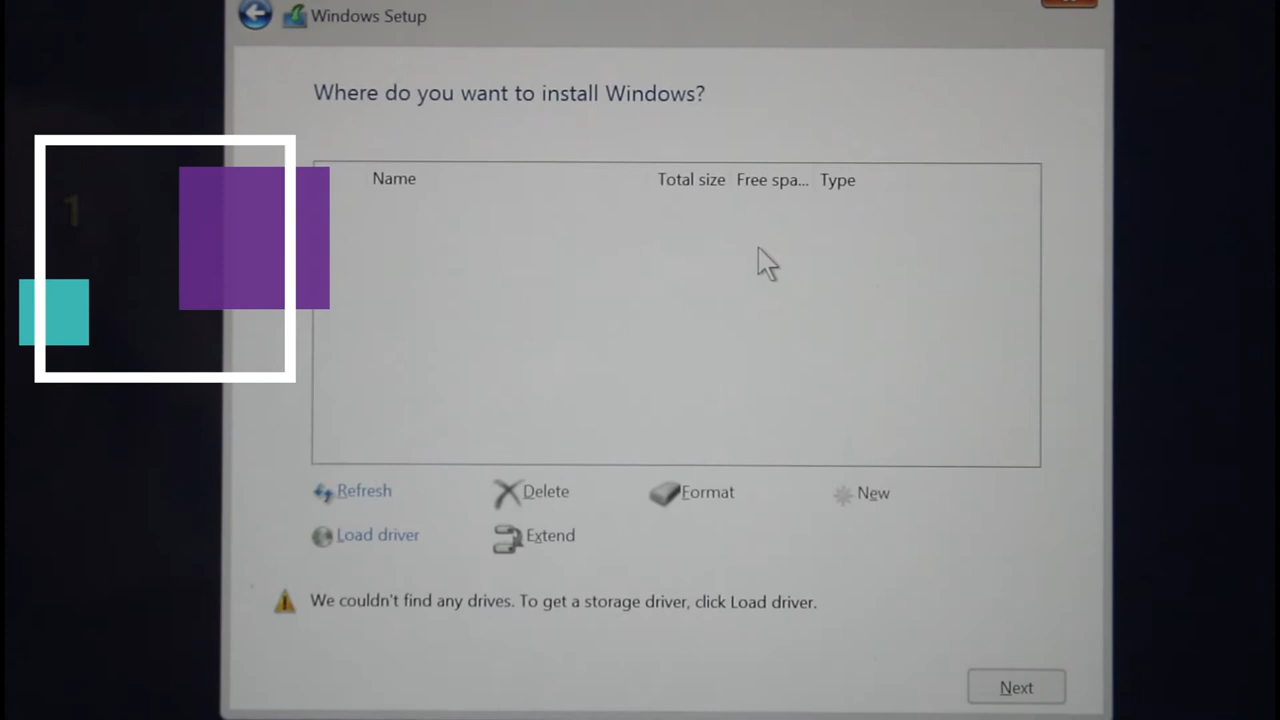 Windows Setup
Where do you want to install Windows?
Name Total size Free spa... Type
1
Refresh Delete Format New
Load driver Extend
We couldn't find any drives. To get a storage driver, click Load driver.
Next